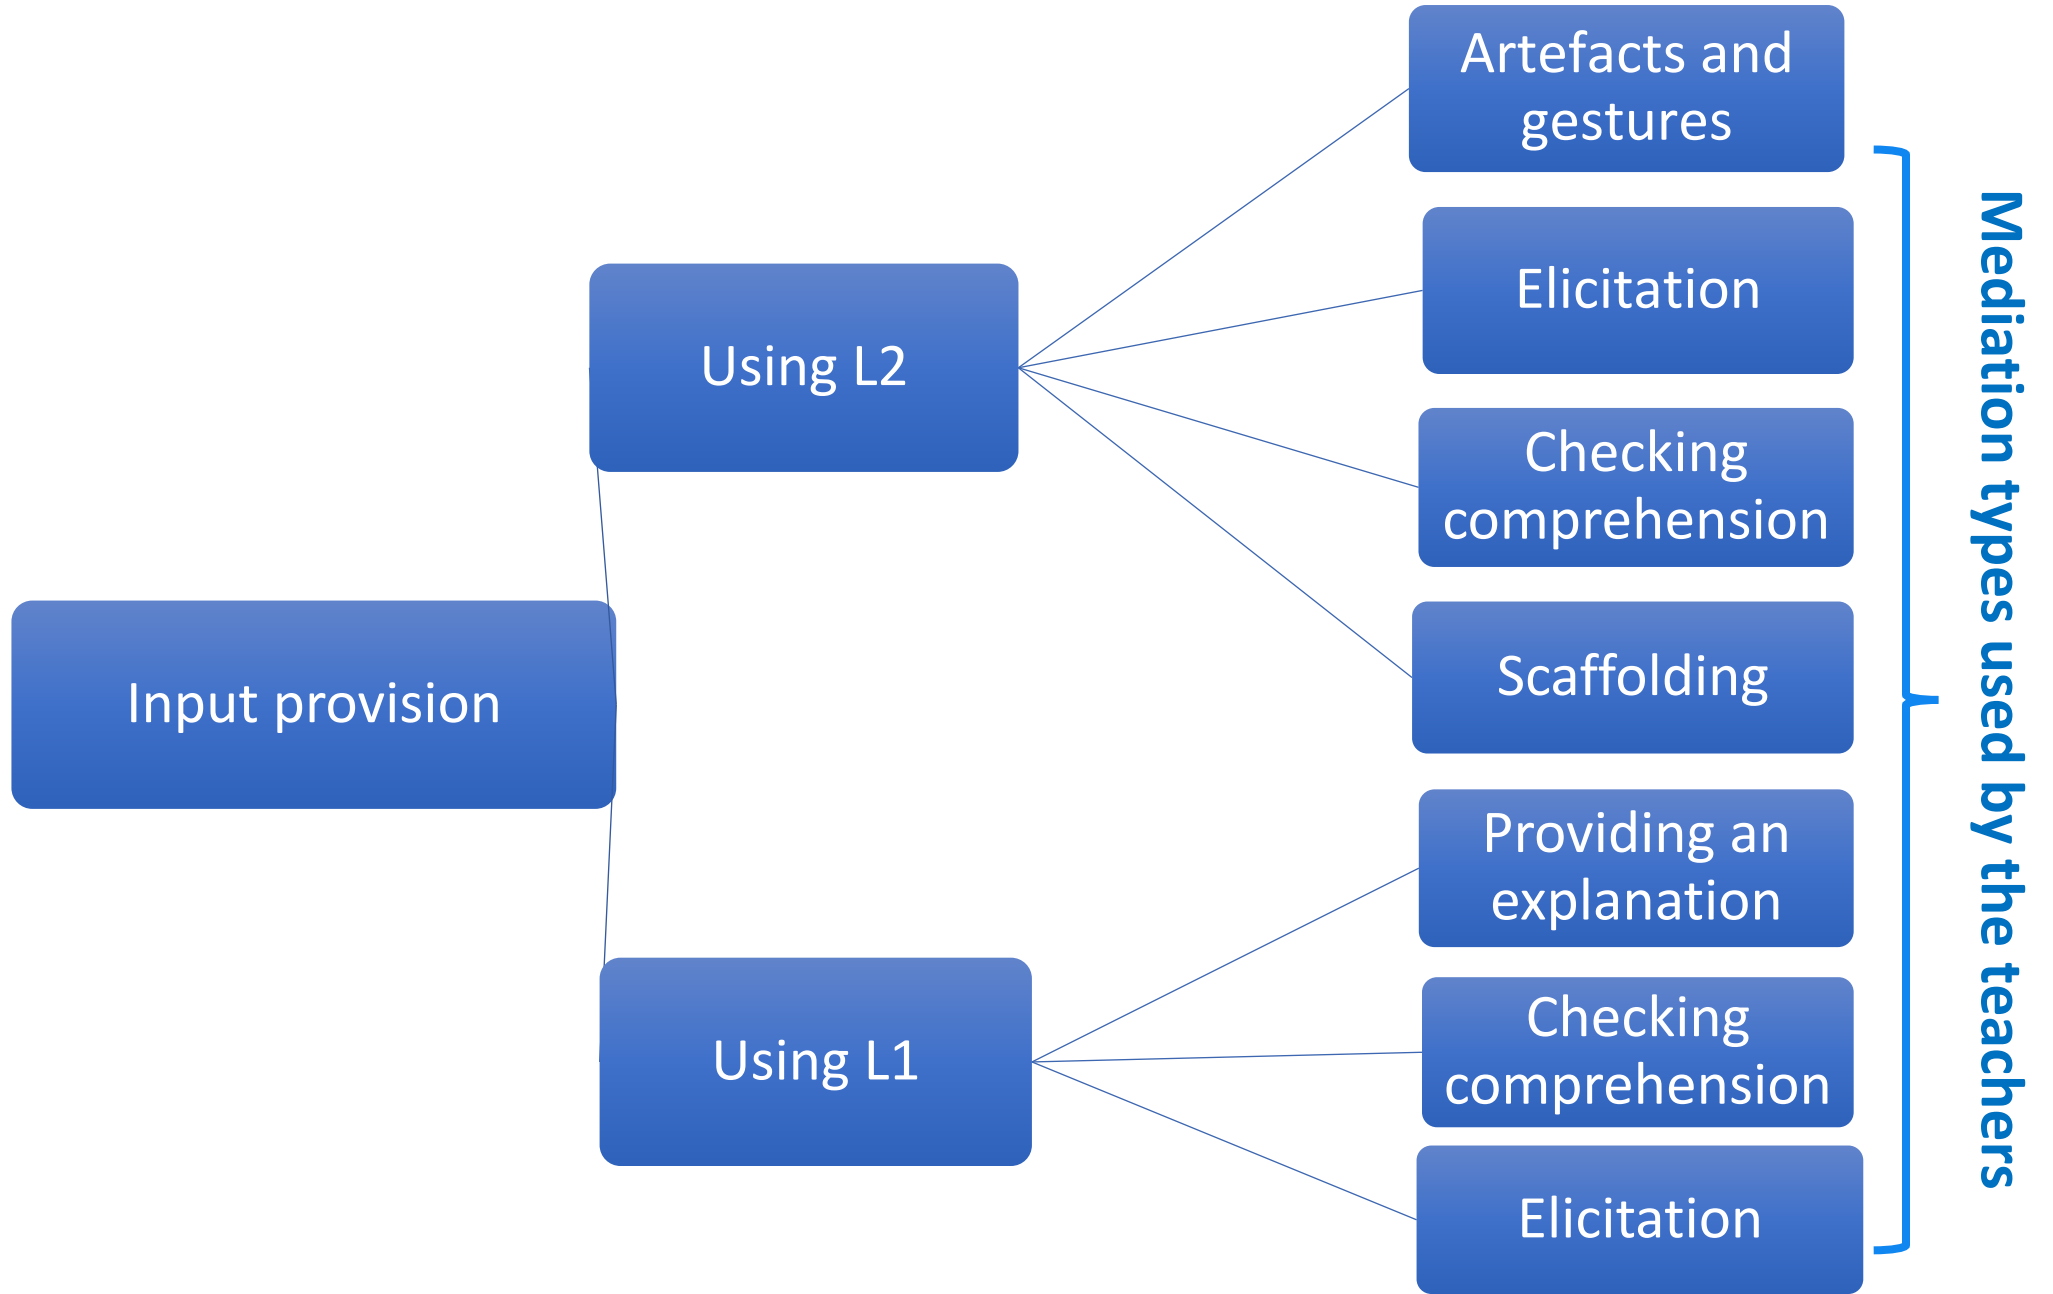 Artefacts and
gestures
Elicitation
Using L2
Checking
comprehension
Scaffolding
Input provision
Providing an
explanation
Using L1
Checking
comprehension
Elicitation
Mediation types used by the teachers